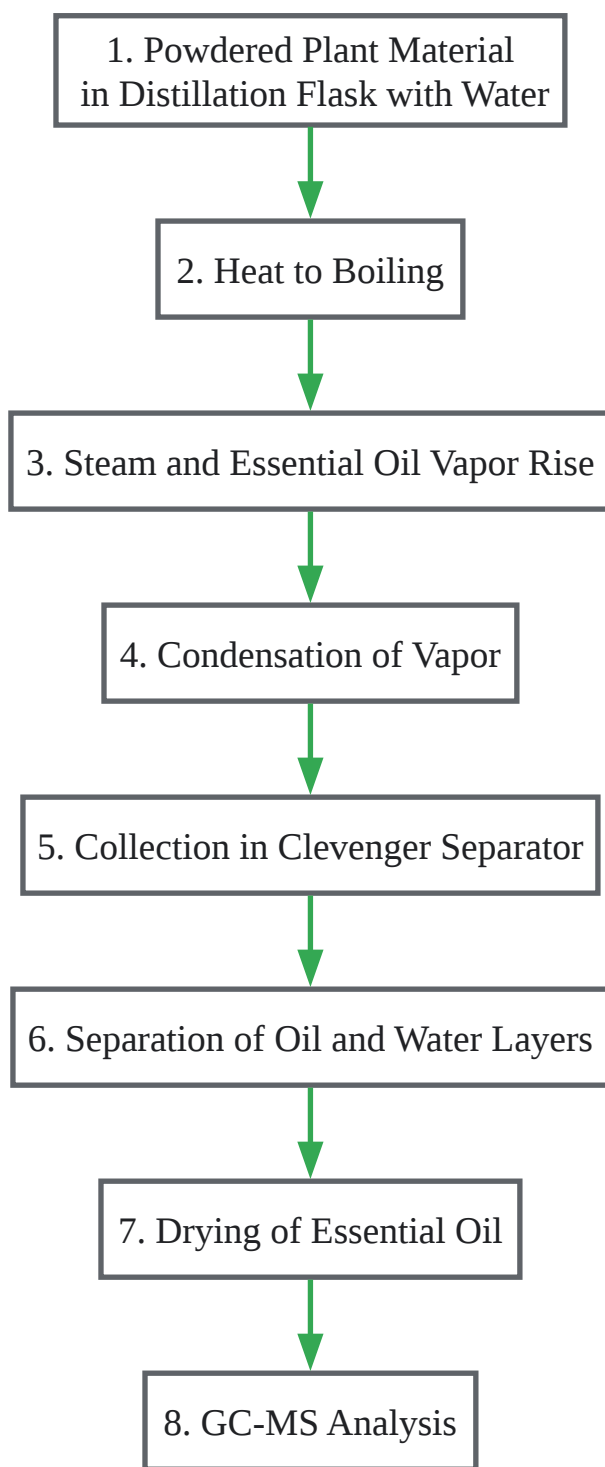 1. Powdered Plant Material
in Distillation Flask with Water
2. Heat to Boiling
3. Steam and Essential Oil Vapor Rise
4. Condensation of Vapor
5. Collection in Clevenger Separator
6. Separation of Oil and Water Layers
7. Drying of Essential Oil
8. GC-MS Analysis